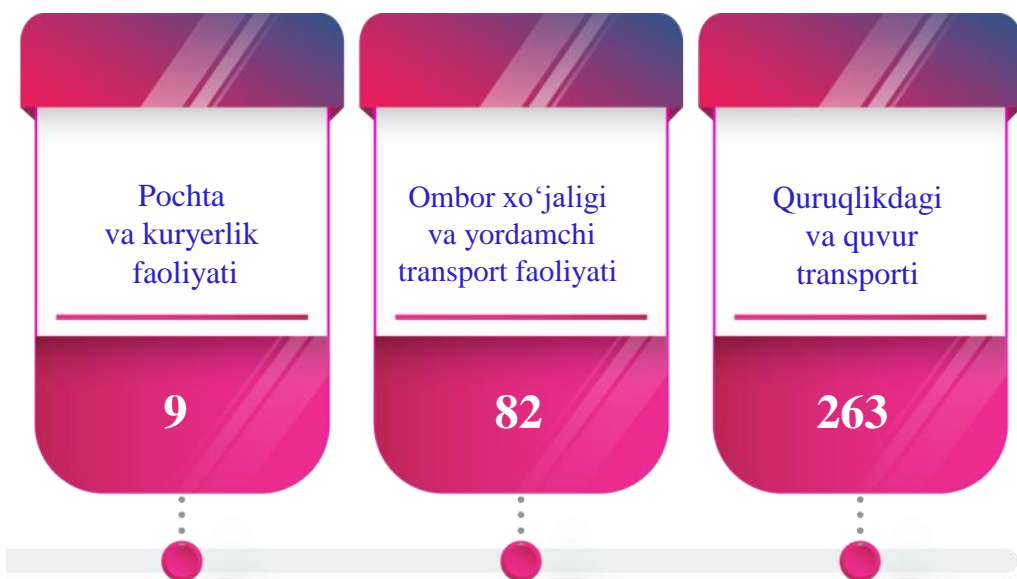 Pochta
va kuryerlik
faoliyati
9
Ombor xo‘jaligi
va yordamchi
transport faoliyati
82
Quruqlikdagi
va quvur
transporti
263